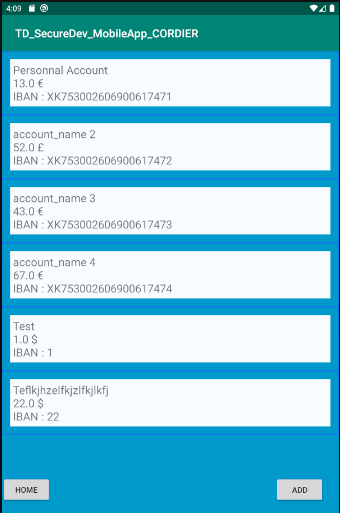 4:09
TD_SecureDev_MobileApp_CORDIER
Personnal Account
13.0 €
IBAN : XK753002606900617471
account_name 2
52.0 £
IBAN : XK753002606900617472
account_name 3
43.0 €
IBAN : XK753002606900617473
account_name 4
67.0 €
IBAN : XK753002606900617474
Test
1.0 $
IBAN : 1
Teflkjhzelfkjzlfkjlkfj
22.0 $
IBAN : 22
HOME
ADD